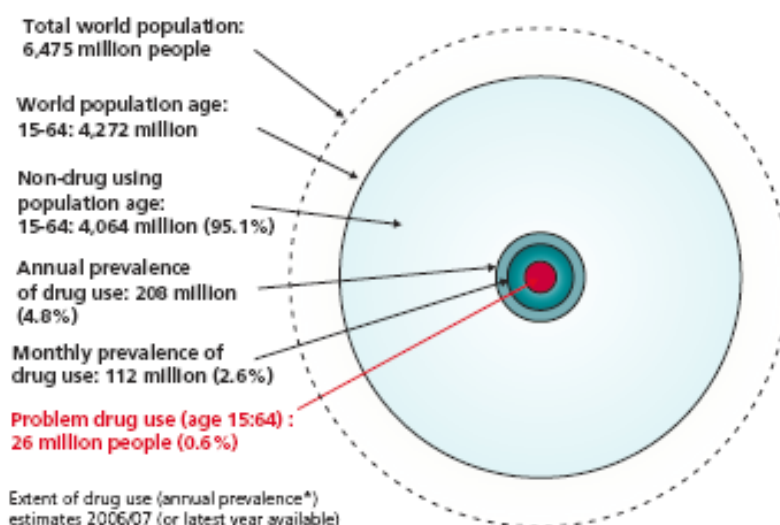 Total world population:
6,475 million people
World population age:
15-64: 4,272 million
Non-drug using
population age:
15-64: 4,064 million (95.1%)
Annual prevalence
of drug use: 208 million
(4.8%)
Monthly prevalence of
drug use: 112 million (2.6%)
Problem drug use (age 15:64) :
26 million people (0.6%)
Extent of drug use (annual prevalence*)
estimates 2006/07 (or latest year available)